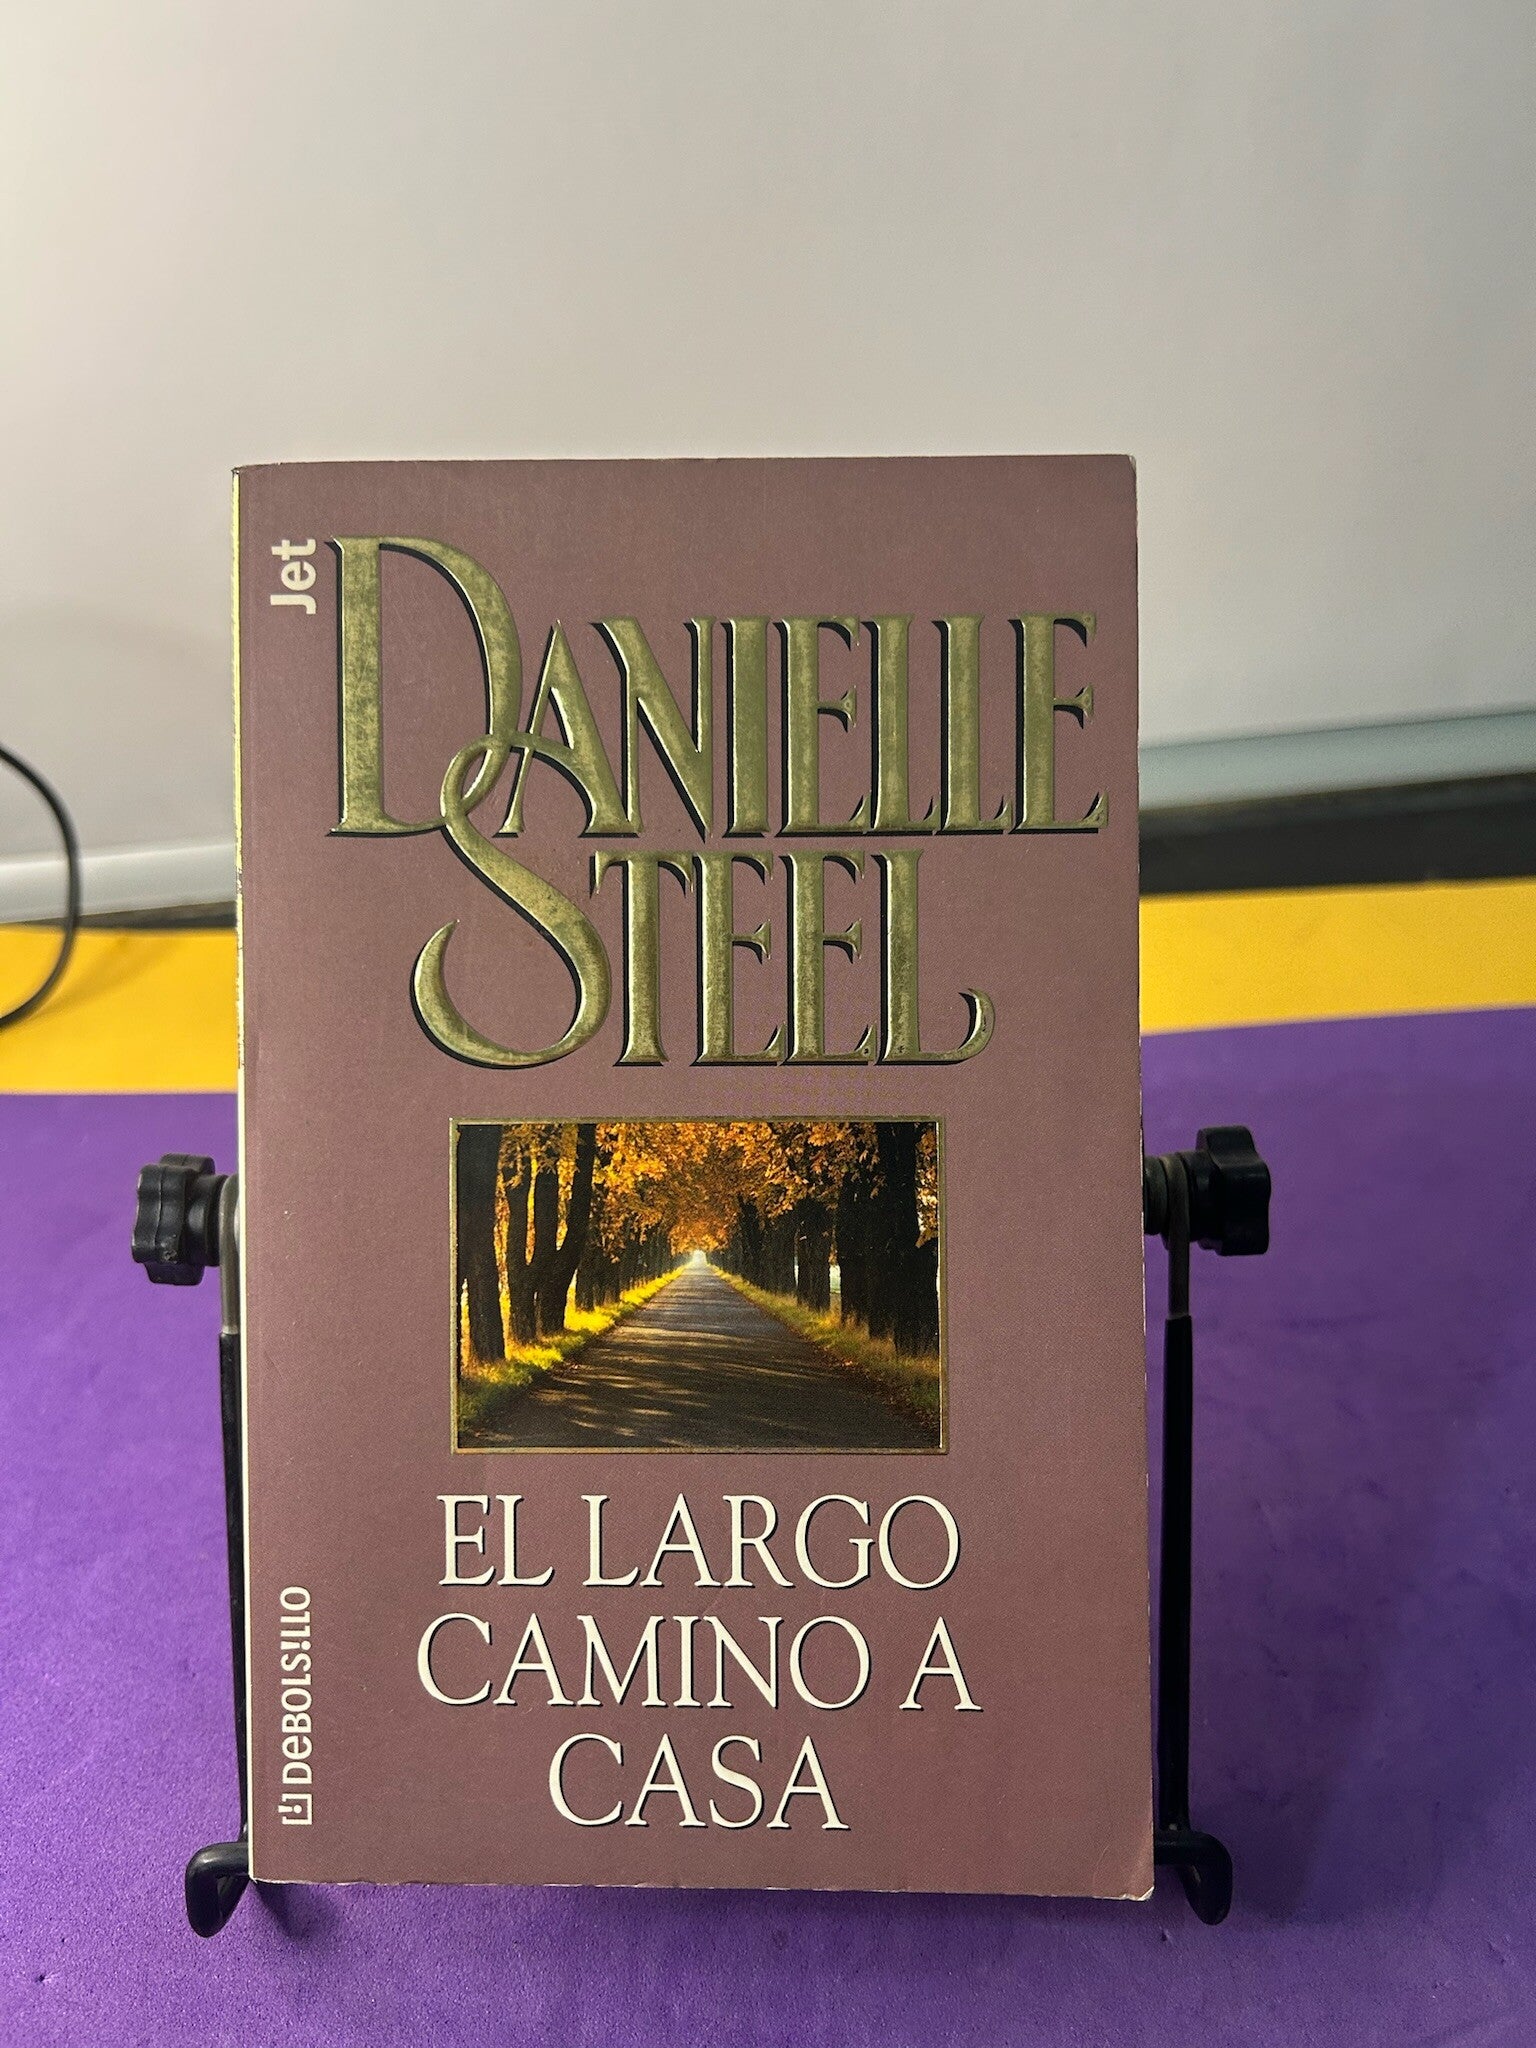 Jet
DANIELLE
STEEL
EL LARGO
CAMINO A
CASA
DEBOLS!LLO